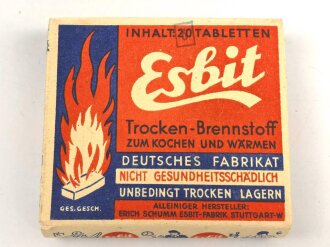 INHALT: 20 TABLETTEN
Esbit
Trocken-Brennstoff
ZUM KOCHEN UND WÄRMEN
DEUTSCHES FABRIKAT
NICHT GESUNDHEITSSCHÄDLICH
UNBEDINGT TROCKEN LAGERN
ALLEINIGER HERSTELLER:
ERICH SCHUMM ESBIT-FABRIK STUTTGART-W
GES. GESCH.